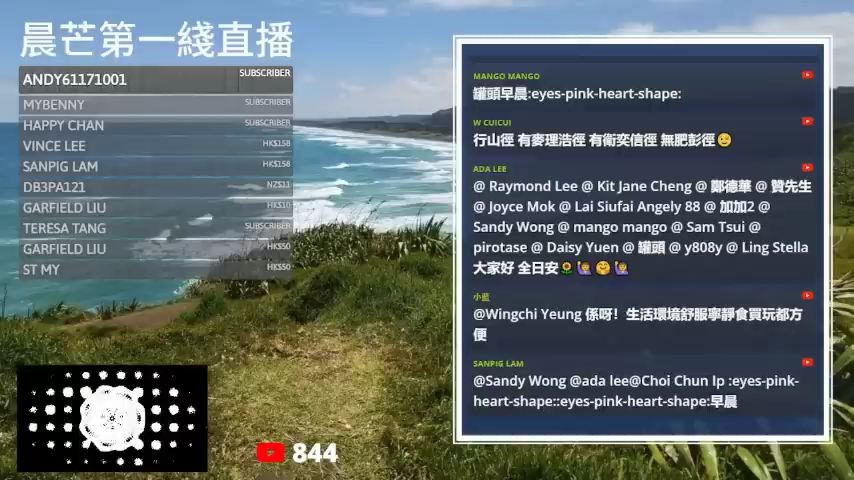 晨芒第一綫直播
ANDY61171001 SUBSCRIBER
MYBENNY SUBSCRIBER
HAPPY CHAN SUBSCRIBER
VINCE LEE HK$158
SANPIG LAM HK$158
DB3PA121 NZ$11
GARFIELD LIU HK$10
TERESA TANG SUBSCRIBER
GARFIELD LIU HK$50
ST MY HK$50
844
MANGO MANGO
罐頭早晨:eyes-pink-heart-shape:
W CUICUI
行山徑 有麥理浩徑 有衞奕信徑 無肥彭徑😉
ADA LEE
@ Raymond Lee @ Kit Jane Cheng @ 鄭德華 @ 贊先生
@ Joyce Mok @ Lai Siufai Angely 88 @ 加加2 @
Sandy Wong @ mango mango @ Sam Tsui @
pirotase @ Daisy Yuen @ 罐頭 @ y808y @ Ling Stella
大家好 全日安🌻🙋‍♀️🤗🙋‍♀️
小藍
@Wingchi Yeung 係呀！生活環境舒服寧靜食買玩都方
便
SANPIG LAM
@Sandy Wong @ada lee@Choi Chun Ip :eyes-pink-
heart-shape::eyes-pink-heart-shape:早晨